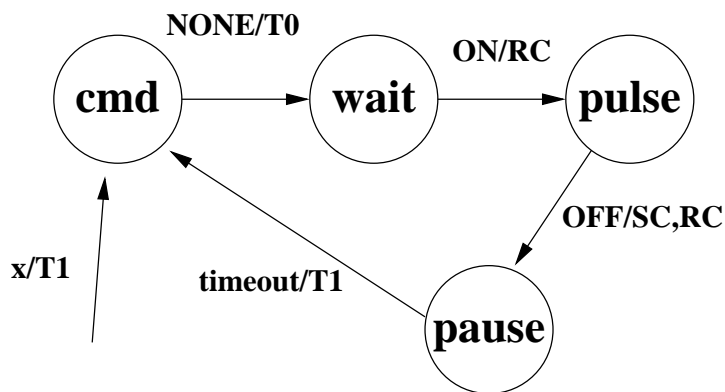 NONE/T0
ON/RC
cmd
wait
pulse
OFF/SC,RC
x/T1
timeout/T1
pause